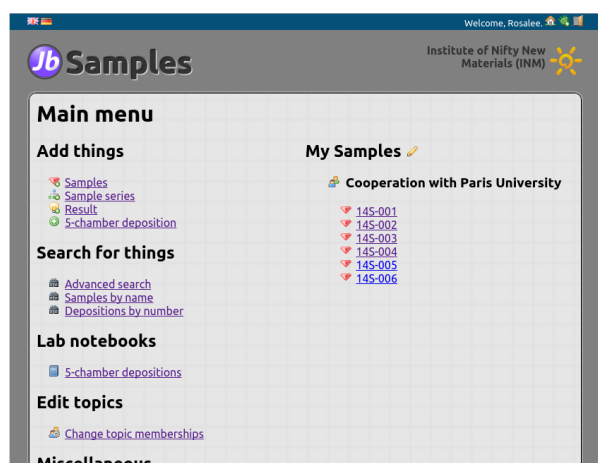 Welcome, Rosalee.
Jb Samples
Institute of Nifty New
Materials (INM)
Main menu
Add things
Samples
Sample series
Result
5-chamber deposition
Search for things
Advanced search
Samples by name
Depositions by number
Lab notebooks
5-chamber depositions
Edit topics
Change topic memberships
Miscellaneous
My Samples
Cooperation with Paris University
14S-001
14S-002
14S-003
14S-004
14S-005
14S-006